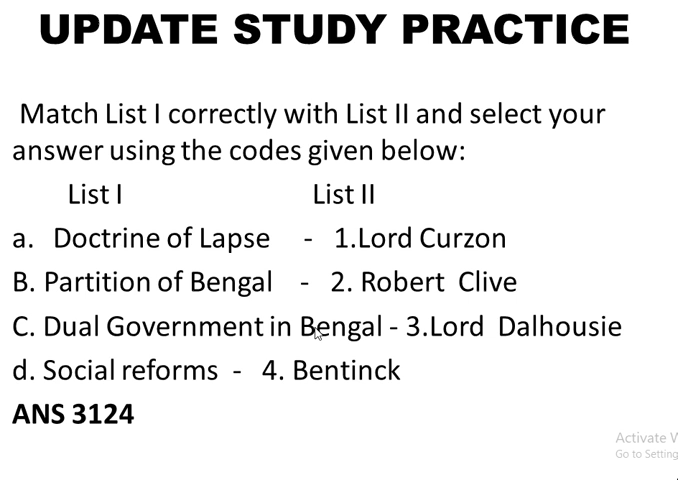 UPDATE STUDY PRACTICE
Match List I correctly with List II and select your
answer using the codes given below:
List I List II
a. Doctrine of Lapse - 1.Lord Curzon
B. Partition of Bengal - 2. Robert Clive
C. Dual Government in Bengal - 3.Lord Dalhousie
d. Social reforms - 4. Bentinck
ANS 3124
Activate
Go to Setting